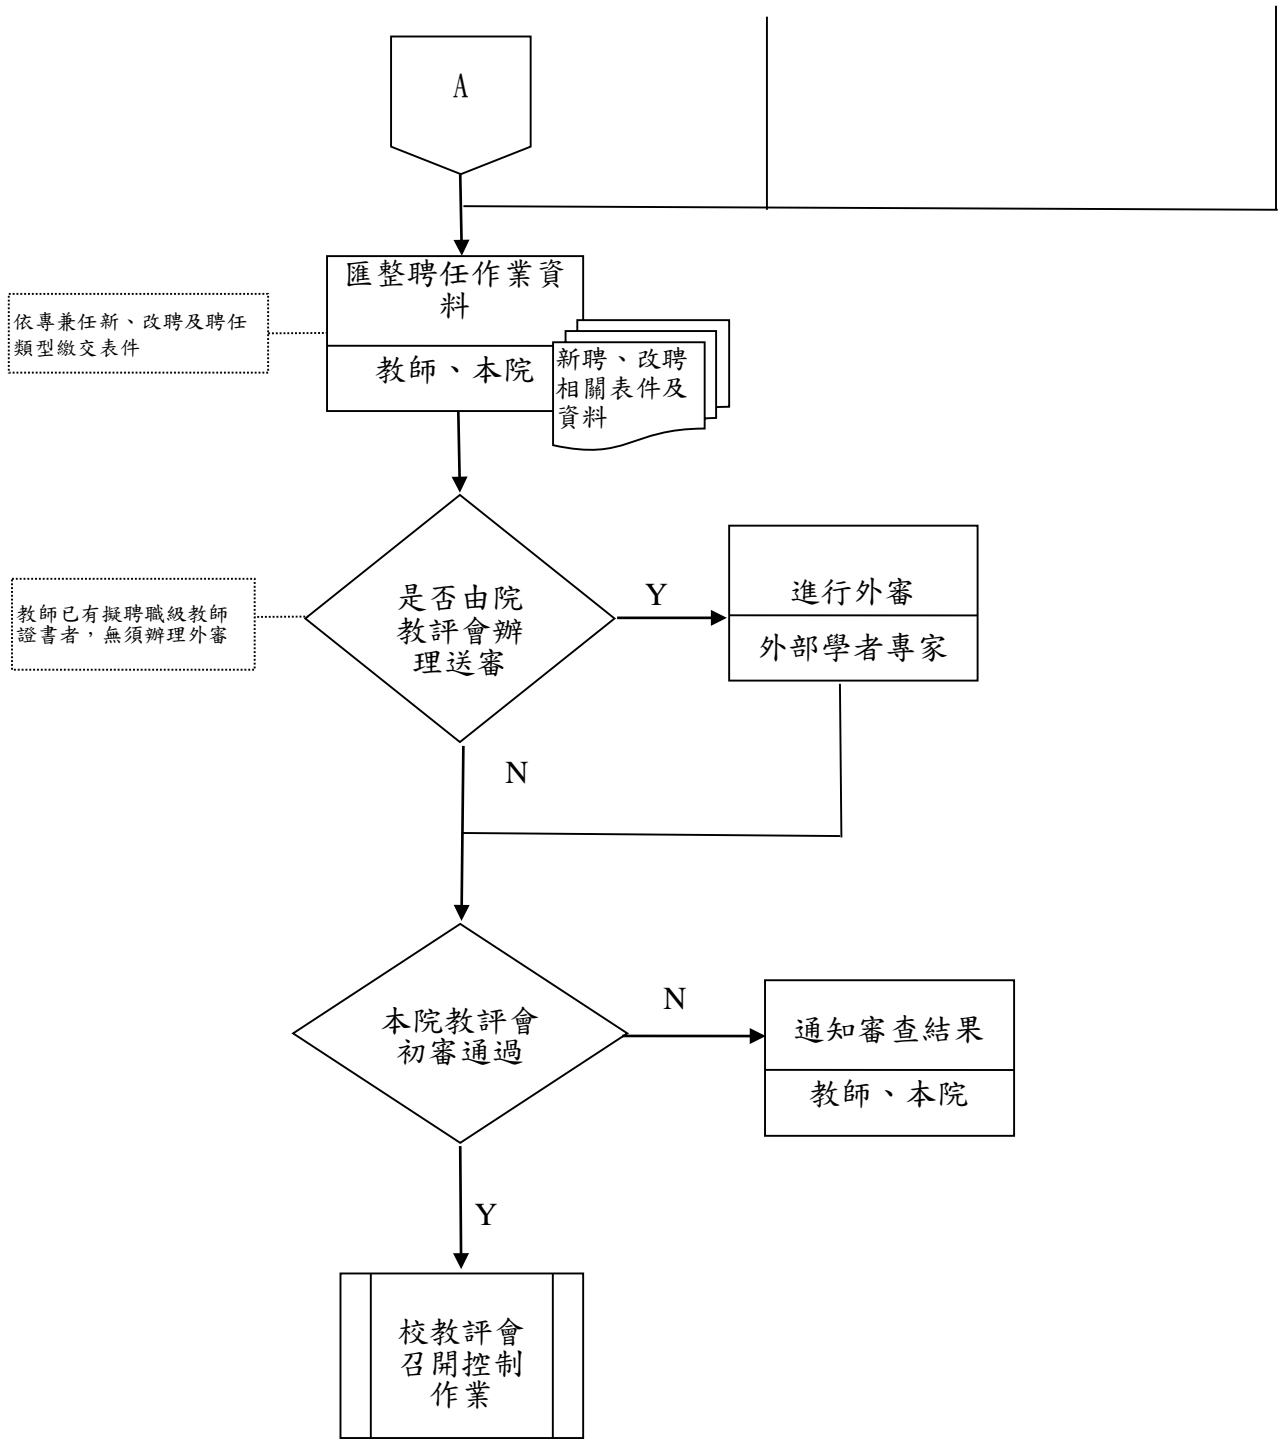 A
匯整聘任作業資
料
教師、本院
新聘、改聘
相關表件及
資料
依專兼任新、改聘及聘任
類型繳交表件
是否由院
教評會辦
理送審
Y
進行外審
外部學者專家
教師已有擬聘職級教師
證書者，無須辦理外審
N
本院教評會
初審通過
N
通知審查結果
教師、本院
Y
校教評會
召開控制
作業